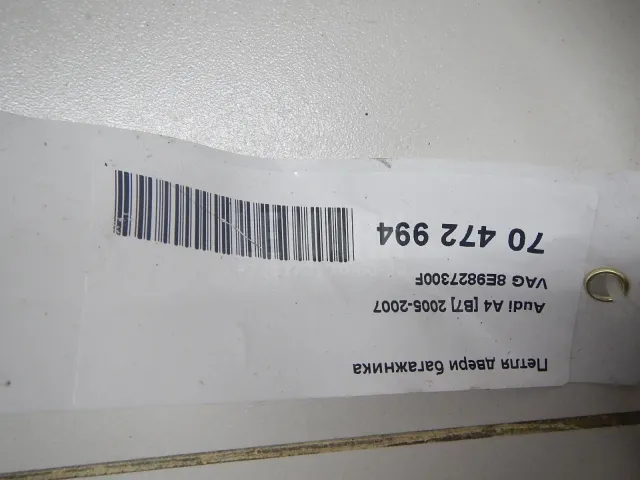 Петля двери багажника
Audi A4 [B7] 2005-2007
VAG 8E9827300F
70 472 994